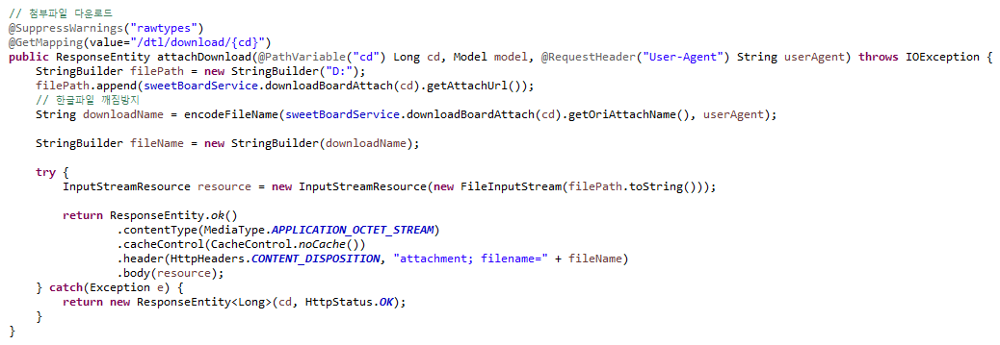 // 첨부파일 다운로드
@SuppressWarnings("rawtypes")
@GetMapping(value="/dtl/download/{cd}")
public ResponseEntity attachDownload(@PathVariable("cd") Long cd, Model model, @RequestHeader("User-Agent") String userAgent) throws IOException {
    StringBuilder filePath = new StringBuilder("D:");
    filePath.append(sweetBoardService.downloadBoardAttach(cd).getAttachUrl());
    // 한글파일 깨짐방지
    String downloadName = encodeFileName(sweetBoardService.downloadBoardAttach(cd).getOriAttachName(), userAgent);

    StringBuilder fileName = new StringBuilder(downloadName);

    try {
        InputStreamResource resource = new InputStreamResource(new FileInputStream(filePath.toString()));

        return ResponseEntity.ok()
                .contentType(MediaType.APPLICATION_OCTET_STREAM)
                .cacheControl(CacheControl.noCache())
                .header(HttpHeaders.CONTENT_DISPOSITION, "attachment; filename=" + fileName)
                .body(resource);
    } catch(Exception e) {
        return new ResponseEntity<Long>(cd, HttpStatus.OK);
    }
}